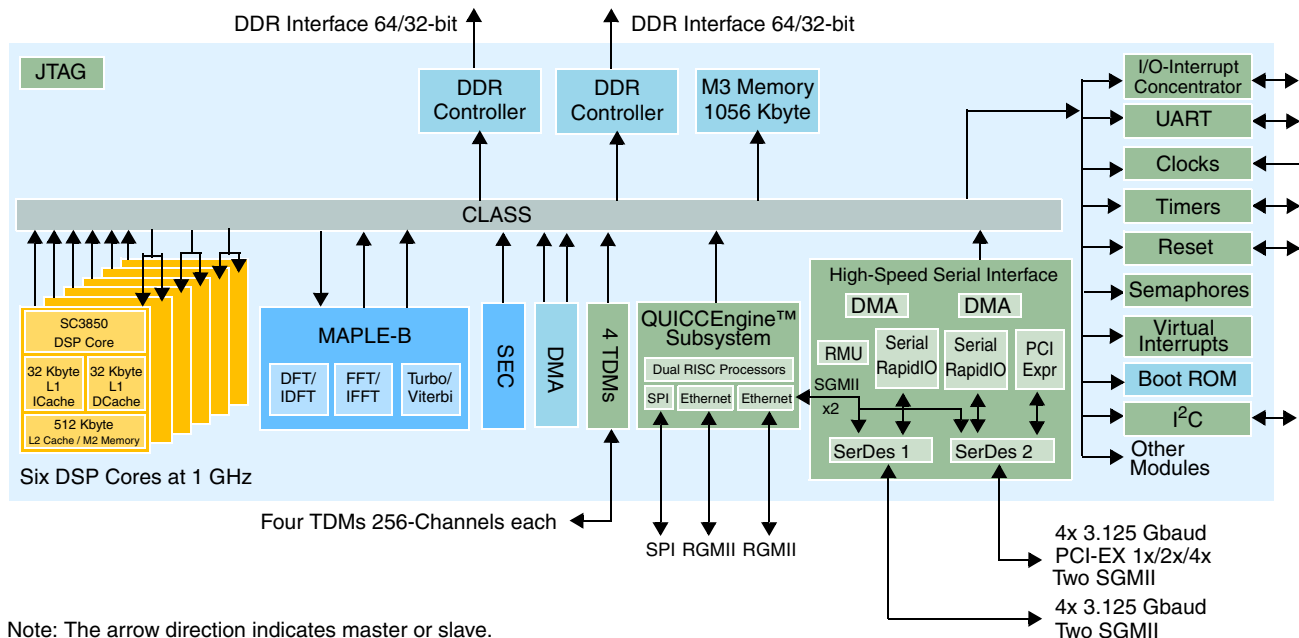 DDR Interface 64/32-bit
DDR Interface 64/32-bit
JTAG
DDR
Controller
DDR
Controller
M3 Memory
1056 Kbyte
I/O-Interrupt
Concentrator
UART
Clocks
Timers
Reset
Semaphores
Virtual
Interrupts
Boot ROM
I²C
Other
Modules
CLASS
SC3850
DSP Core
32 Kbyte
L1
ICache
32 Kbyte
L1
DCache
512 Kbyte
L2 Cache / M2 Memory
Six DSP Cores at 1 GHz
MAPLE-B
DFT/
IDFT
FFT/
IFFT
Turbo/
Viterbi
SEC
DMA
4 TDMs
QUICCEngine™
Subsystem
Dual RISC Processors
SPI
Ethernet
Ethernet
High-Speed Serial Interface
DMA
DMA
RMU
Serial
RapidIO
Serial
RapidIO
PCI
Expr
SGMII
x2
SerDes 1
SerDes 2
Four TDMs 256-Channels each
SPI
RGMII
RGMII
4x 3.125 Gbaud
PCI-EX 1x/2x/4x
Two SGMII
4x 3.125 Gbaud
Two SGMII
Note: The arrow direction indicates master or slave.